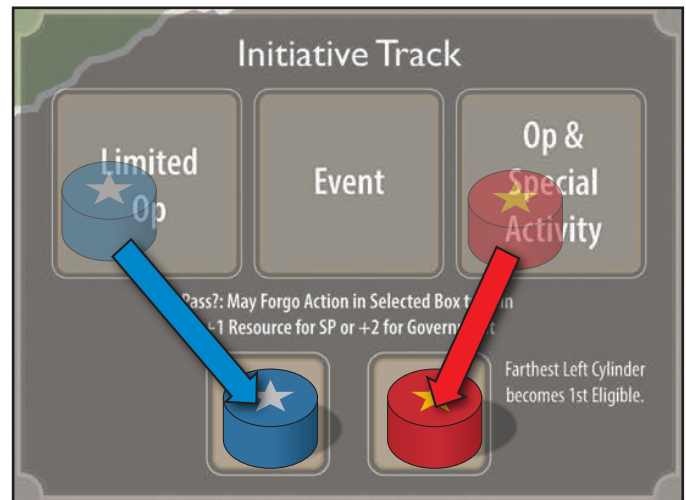 Initiative Track
Limited
Op
Event
Op &
Special
Activity
Pass?: May Forgo Action in Selected Box
+1 Resource for SP or +2 for
Farthest Left Cylinder
becomes 1st Eligible.